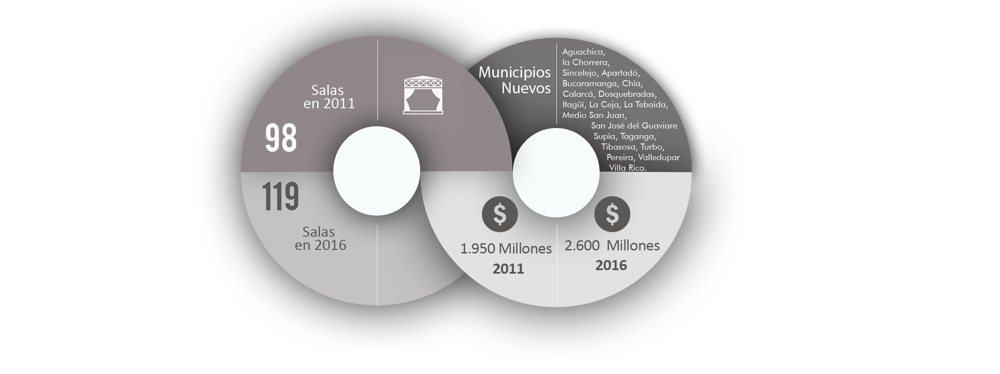 Salas
en 2011
98
119
Salas
en 2016
Municipios
Nuevos
Aguachica,
la Chorrera,
Sincelejo, Apartadó,
Bucaramanga, Chía,
Calarcá, Dosquebradas,
Itagüí, La Ceja, La Tebaida,
Medio San Juan,
San José del Guaviare
Supía, Taganga,
Tibasosa, Turbo,
Pereira, Valledupar
Villa Rica.
$
1.950 Millones
2011
$
2.600 Millones
2016